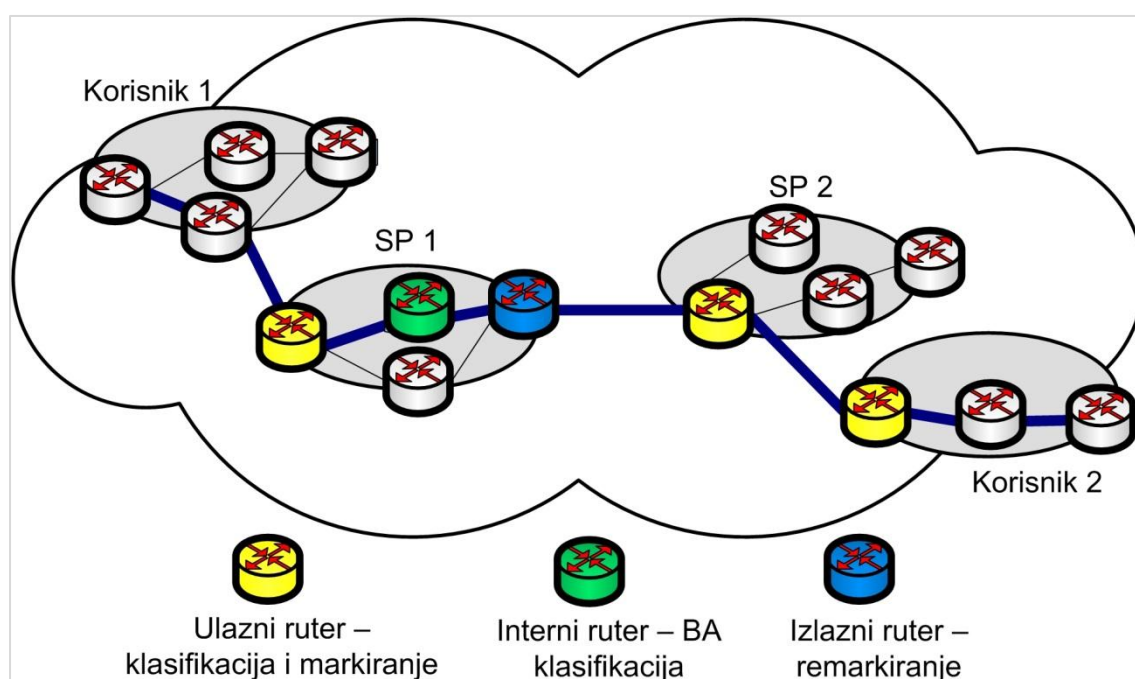 Korisnik 1
SP 1
SP 2
Korisnik 2
Ulazni ruter –
klasifikacija i markiranje
Interni ruter – BA
klasifikacija
Izlazni ruter –
remarkiranje